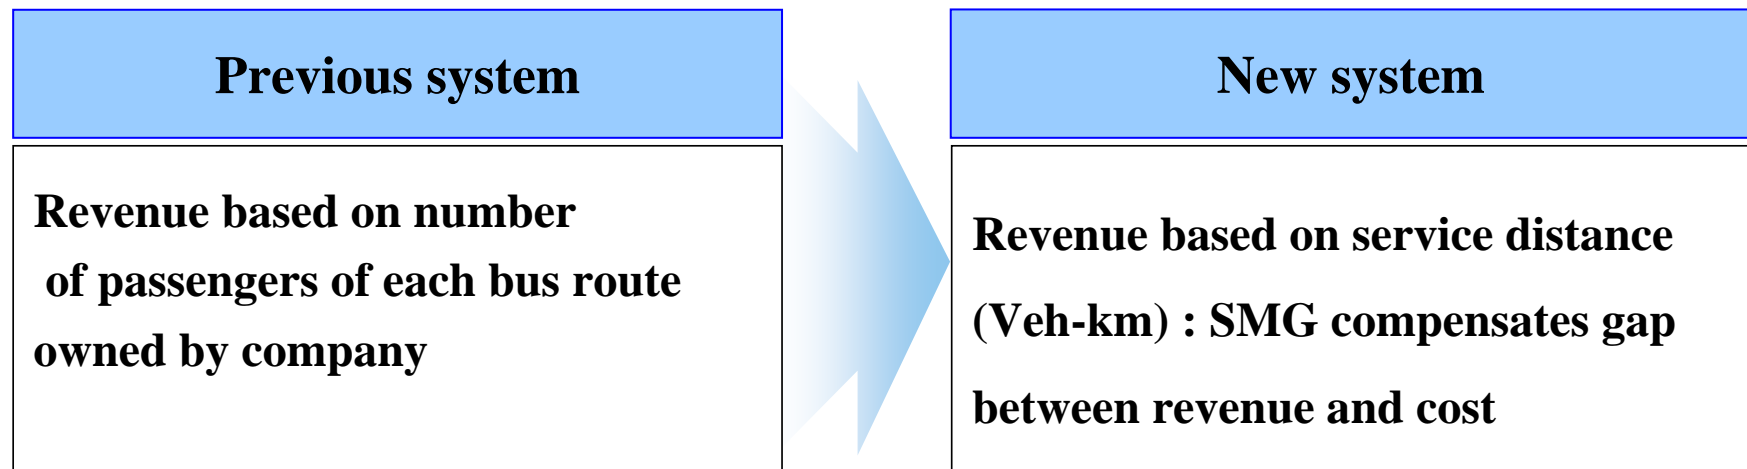 Previous system
Revenue based on number
of passengers of each bus route
owned by company
New system
Revenue based on service distance
(Veh-km) : SMG compensates gap
between revenue and cost